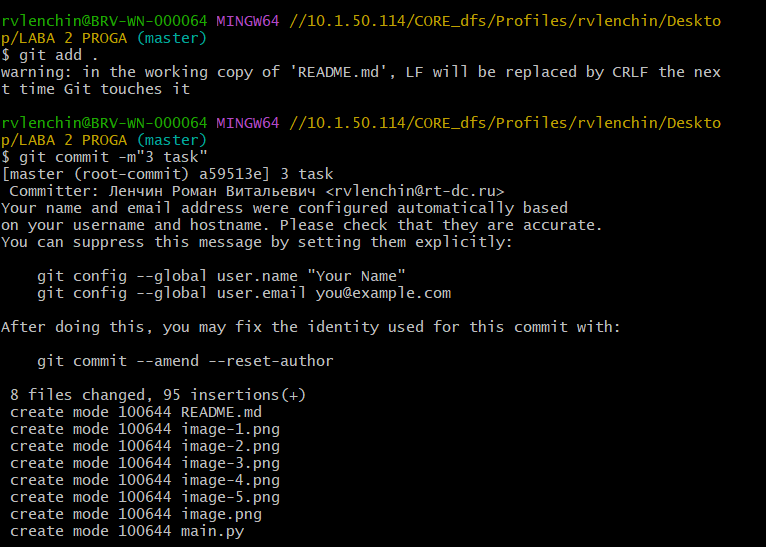 rvlenchin@BRV-WN-000064 MINGW64 //10.1.50.114/CORE_dfs/Profiles/rvlenchin/Deskto
p/LABA 2 PROGA (master)
$ git add .
warning: in the working copy of 'README.md', LF will be replaced by CRLF the nex
t time Git touches it
rvlenchin@BRV-WN-000064 MINGW64 //10.1.50.114/CORE_dfs/Profiles/rvlenchin/Deskto
p/LABA 2 PROGA (master)
$ git commit -m"3 task"
[master (root-commit) a59513e] 3 task
Committer: Ленчин Роман Витальевич <rvlenchin@rt-dc.ru>
Your name and email address were configured automatically based
on your username and hostname. Please check that they are accurate.
You can suppress this message by setting them explicitly:
git config --global user.name "Your Name"
git config --global user.email you@example.com
After doing this, you may fix the identity used for this commit with:
git commit --amend --reset-author
8 files changed, 95 insertions(+)
create mode 100644 README.md
create mode 100644 image-1.png
create mode 100644 image-2.png
create mode 100644 image-3.png
create mode 100644 image-4.png
create mode 100644 image-5.png
create mode 100644 image.png
create mode 100644 main.py